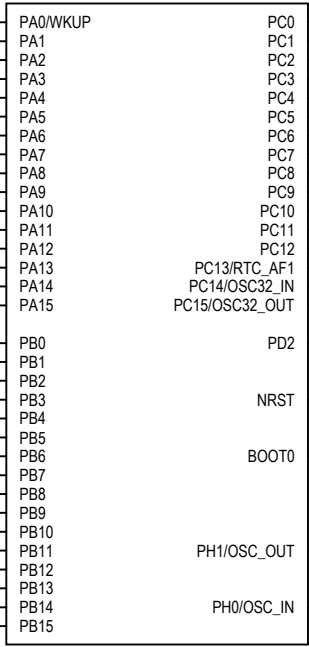 PA0/WKUP PC0
PA1 PC1
PA2 PC2
PA3 PC3
PA4 PC4
PA5 PC5
PA6 PC6
PA7 PC7
PA8 PC8
PA9 PC9
PA10 PC10
PA11 PC11
PA12 PC12
PA13 PC13/RTC_AF1
PA14 PC14/OSC32_IN
PA15 PC15/OSC32_OUT
PB0 PD2
PB1
PB2
PB3 NRST
PB4
PB5
PB6 BOOT0
PB7
PB8
PB9
PB10
PB11 PH1/OSC_OUT
PB12
PB13
PB14 PH0/OSC_IN
PB15